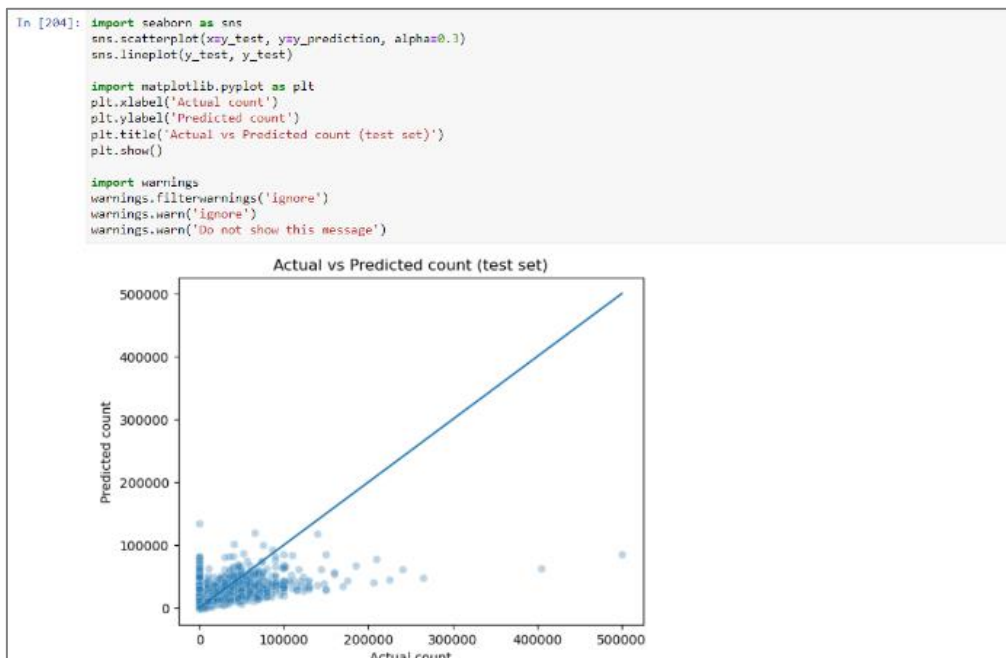 In [204]: import seaborn as sns
sns.scatterplot(x=y_test, y=y_prediction, alpha=0.3)
sns.lineplot(y_test, y_test)
import matplotlib.pyplot as plt
plt.xlabel('Actual count')
plt.ylabel('Predicted count')
plt.title('Actual vs Predicted count (test set)')
plt.show()
import warnings
warnings.filterwarnings('ignore')
warnings.warn('ignore')
warnings.warn('Do not show this message')
Actual vs Predicted count (test set)
500000
400000
300000
200000
100000
0
Predicted count
0 100000 200000 300000 400000 500000
Actual count